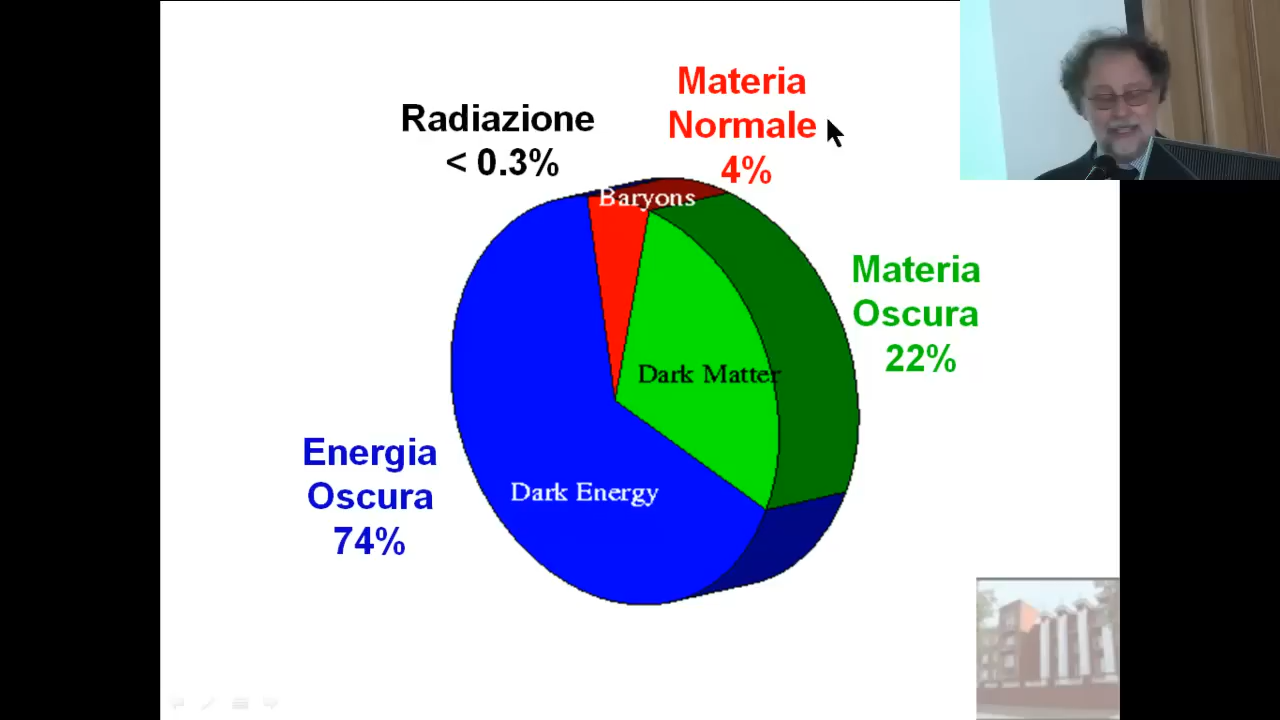 Radiazione
< 0.3%
Materia
Normale
4%
Baryons
Materia
Oscura
22%
Dark Matter
Energia
Oscura
74%
Dark Energy